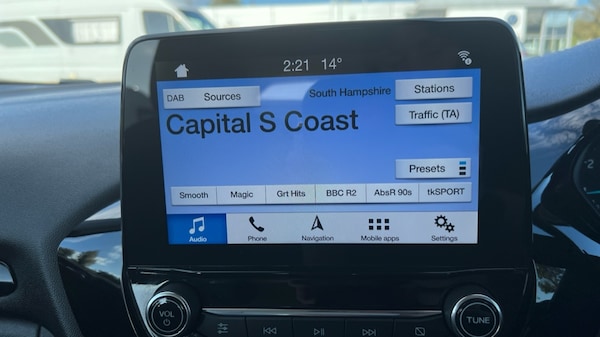 2:21 14°
DAB Sources
South Hampshire
Stations
Capital S Coast
Traffic (TA)
Presets
Smooth Magic Grt Hits BBC R2 AbsR 90s tkSPORT
Audio Phone Navigation Mobile apps Settings
VOL TUNE